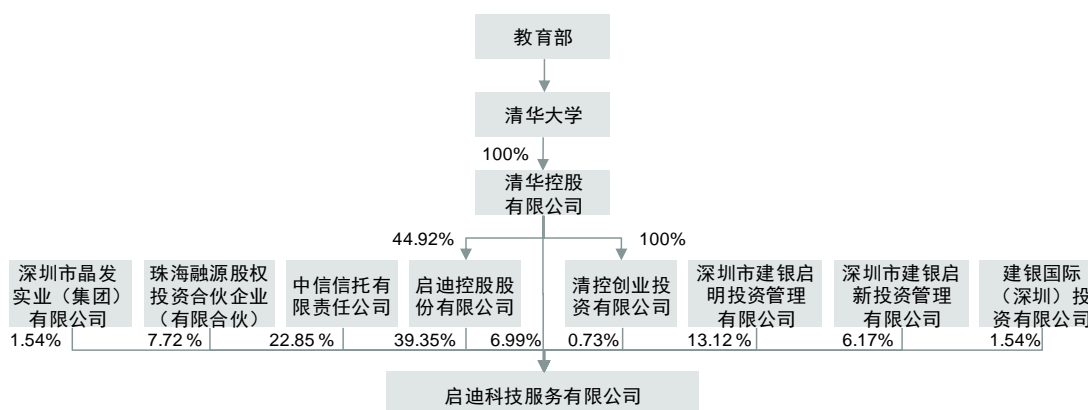 教育部
清华大学
100%
清华控股
有限公司
44.92%
100%
深圳市晶发
实业（集团）
有限公司
珠海融源股权
投资合伙企业
（有限合伙）
中信信托有
限责任公司
启迪控股股
份有限公司
清控创业投
资有限公司
深圳市建银启
明投资管理
有限公司
深圳市建银启
新投资管理
有限公司
建银国际
（深圳）投
资有限公司
1.54%
7.72%
22.85%
39.35%
6.99%
0.73%
13.12%
6.17%
1.54%
启迪科技服务有限公司